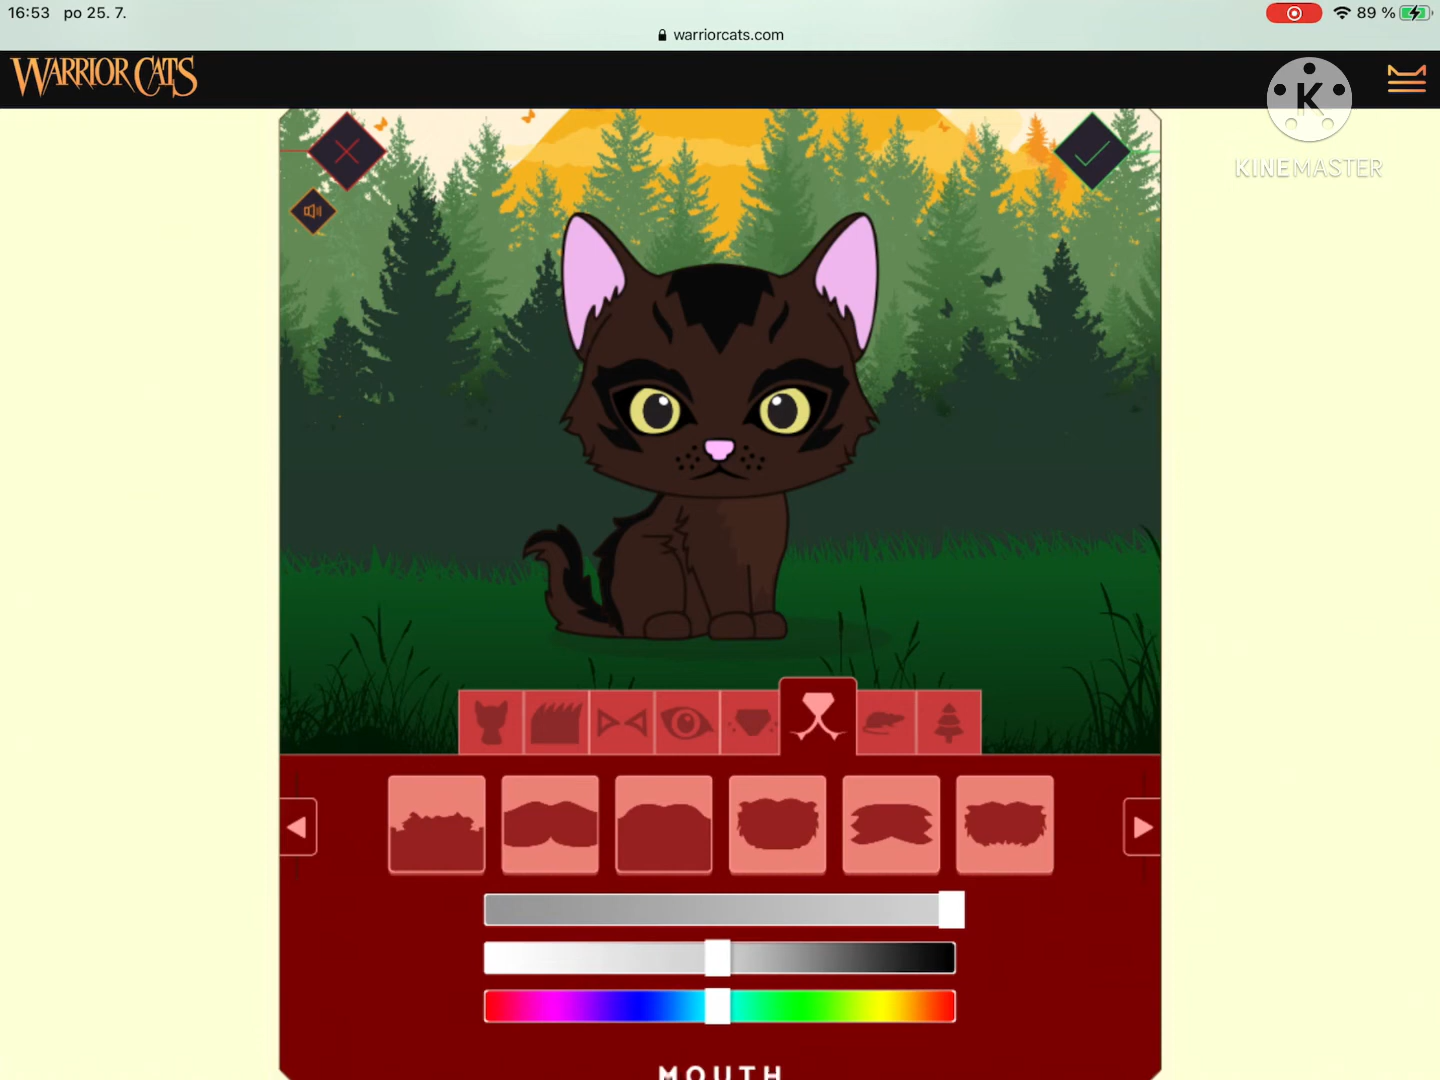 16:53 po 25. 7.
89 %
warriorcats.com
WARRIOR CATS
K
KINEMASTER
MOUTH